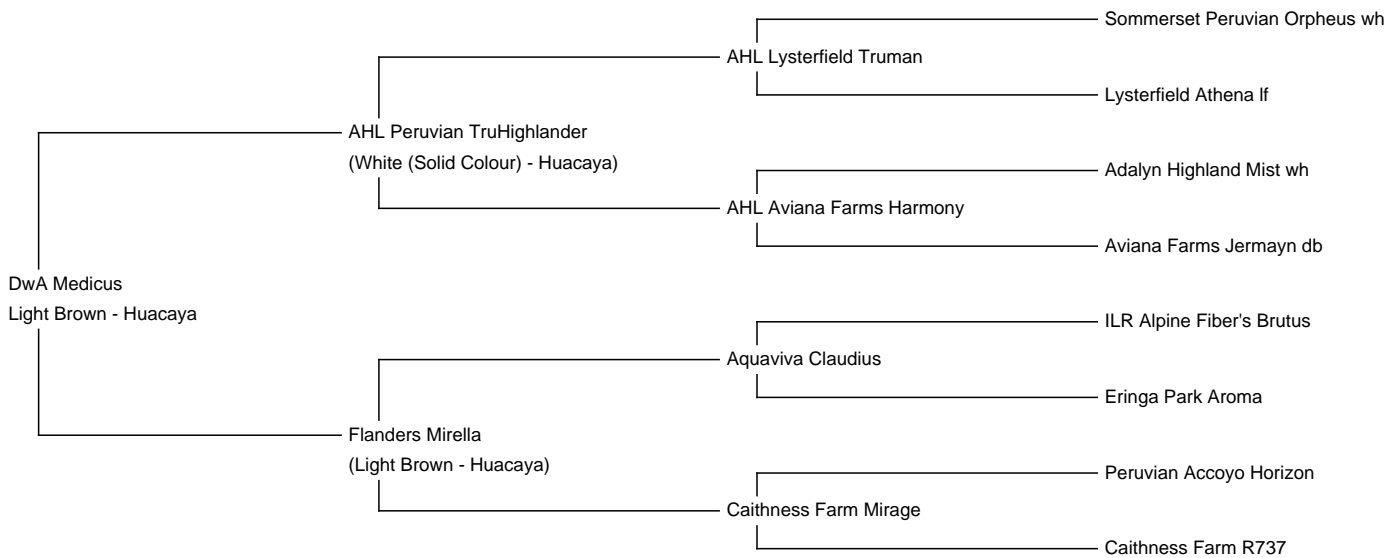 Sommerset Peruvian Orpheus wh
AHL Lysterfield Truman
Lysterfield Athena lf
AHL Peruvian TruHighlander
(White (Solid Colour) - Huacaya)
Adalyn Highland Mist wh
AHL Aviana Farms Harmony
Aviana Farms Jermayn db
DwA Medicus
Light Brown - Huacaya
ILR Alpine Fiber's Brutus
Aquaviva Claudius
Eringa Park Aroma
Flanders Mirella
(Light Brown - Huacaya)
Peruvian Accoyo Horizon
Caithness Farm Mirage
Caithness Farm R737